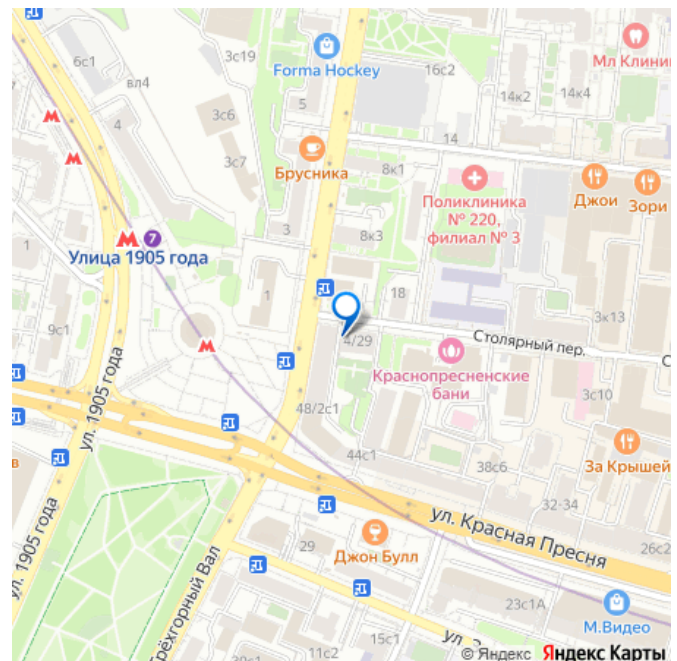 6с1
3с19
вл4
Forma Hockey
16с2
Мл Клиник
14к2
14к4
5
4
3с6
14
Брусника
8к1
3с7
Поликлиника
№ 220,
филиал № 3
Джои
Зори
1
3
8к3
7
Улица 1905 года
1
18
9с1
4/29
Столярный пер.
3к13
С
Краснопресненские
бани
3с10
48/2с1
44с1
38с6
За Крышей
ул. 1905 года
в
32-34
ул. Красная Пресня
26с2
29
Джон Булл
ул. 1905 года
рёхгорный Вал
23с1А
М.Видео
15с1
13с2
ул. З
© Яндекс Яндекс Карты